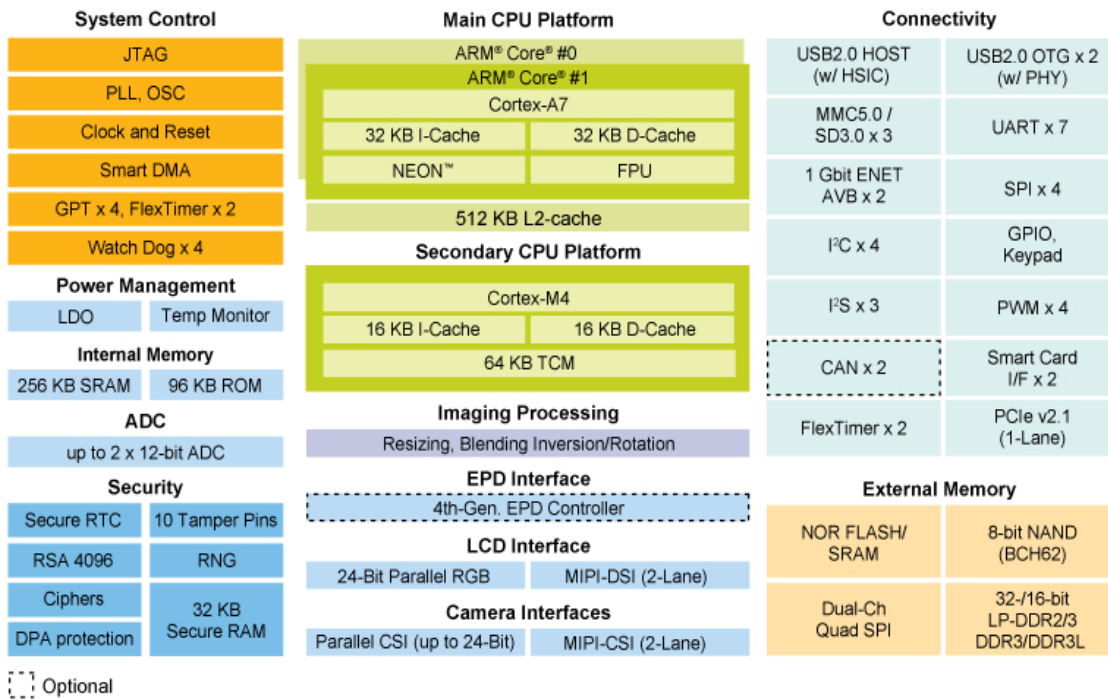 System Control
JTAG
PLL, OSC
Clock and Reset
Smart DMA
GPT x 4, FlexTimer x 2
Watch Dog x 4
Power Management
LDO
Temp Monitor
Internal Memory
256 KB SRAM
96 KB ROM
ADC
up to 2 x 12-bit ADC
Security
Secure RTC
10 Tamper Pins
RSA 4096
RNG
Ciphers
32 KB
Secure RAM
DPA protection
Optional
Main CPU Platform
ARM® Core® #0
ARM® Core® #1
Cortex-A7
32 KB I-Cache
32 KB D-Cache
NEON™
FPU
512 KB L2-cache
Secondary CPU Platform
Cortex-M4
16 KB I-Cache
16 KB D-Cache
64 KB TCM
Imaging Processing
Resizing, Blending Inversion/Rotation
EPD Interface
4th-Gen. EPD Controller
LCD Interface
24-Bit Parallel RGB
MIPI-DSI (2-Lane)
Camera Interfaces
Parallel CSI (up to 24-Bit)
MIPI-CSI (2-Lane)
Connectivity
USB2.0 HOST
(w/ HSIC)
USB2.0 OTG x 2
(w/ PHY)
MMC5.0 /
SD3.0 x 3
UART x 7
1 Gbit ENET
AVB x 2
SPI x 4
I²C x 4
GPIO,
Keypad
I²S x 3
PWM x 4
CAN x 2
Smart Card
I/F x 2
FlexTimer x 2
PCIe v2.1
(1-Lane)
External Memory
NOR FLASH/
SRAM
8-bit NAND
(BCH62)
Dual-Ch
Quad SPI
32-/16-bit
LP-DDR2/3
DDR3/DDR3L